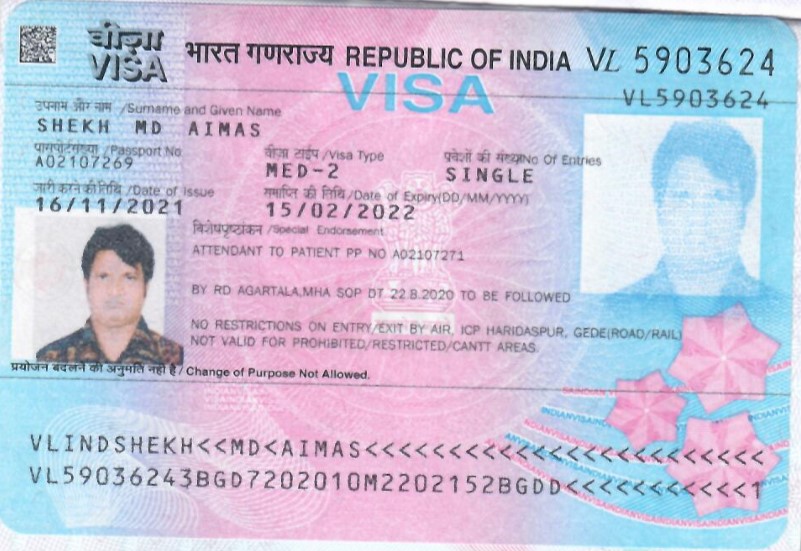 वीज़ा
VISA
भारत गणराज्य REPUBLIC OF INDIA VL 5903624
VISA
VL5903624
उपनाम और नाम /Surname and Given Name
SHEKH MD AIMAS
पासपोर्ट संख्या /Passport No
A02107269
वीजा टाईप /Visa Type
MED-2
प्रवेशों की संख्या/No Of Entries
SINGLE
जारी करने की तिथि /Date of Issue
16/11/2021
समाप्ति की तिथि /Date of Expiry(DD/MM/YYYY)
15/02/2022
विशेषपृष्टांकन /Special Endorsement
ATTENDANT TO PATIENT PP NO A02107271
BY RD AGARTALA,MHA SOP DT 22.8.2020 TO BE FOLLOWED
NO RESTRICTIONS ON ENTRY/EXIT BY AIR, ICP HARIDASPUR, GEDE(ROAD/RAIL)
NOT VALID FOR PROHIBITED/RESTRICTED/CANTT AREAS.
प्रयोजन बदलने की अनुमति नही है / Change of Purpose Not Allowed.
VLINDSHEKH<<MD<AIMAS<<<<<<<<<<<<<<<<<<<<<<<<
VL59036243BGD7202010M2202152BGDD<<<<<<<<<<<1